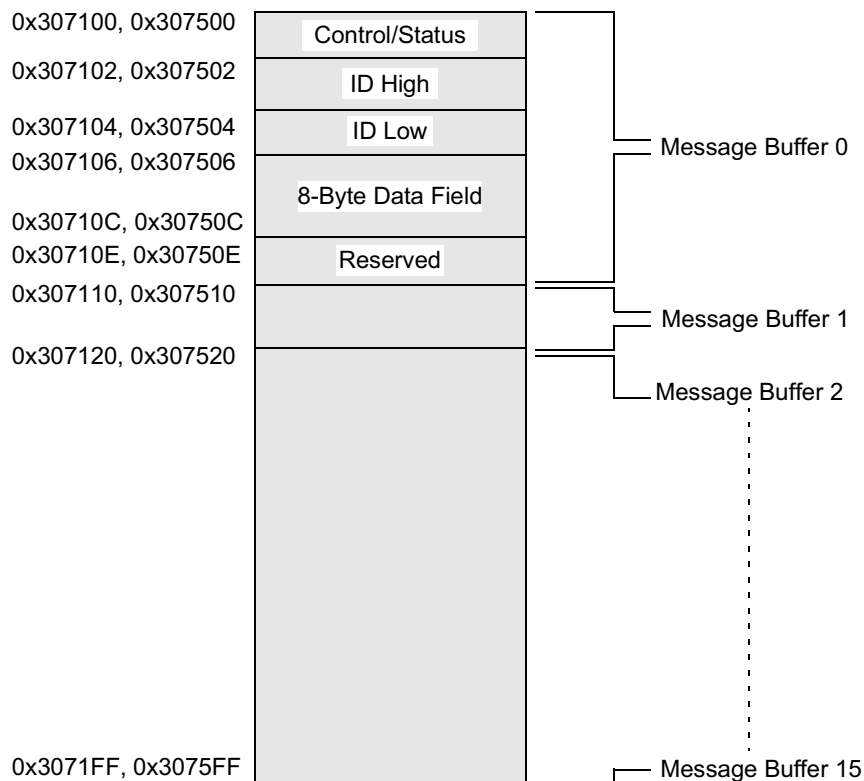 0x307100, 0x307500
Control/Status
0x307102, 0x307502
ID High
0x307104, 0x307504
ID Low
Message Buffer 0
0x307106, 0x307506
8-Byte Data Field
0x30710C, 0x30750C
0x30710E, 0x30750E
Reserved
0x307110, 0x307510
Message Buffer 1
0x307120, 0x307520
Message Buffer 2
0x3071FF, 0x3075FF
Message Buffer 15